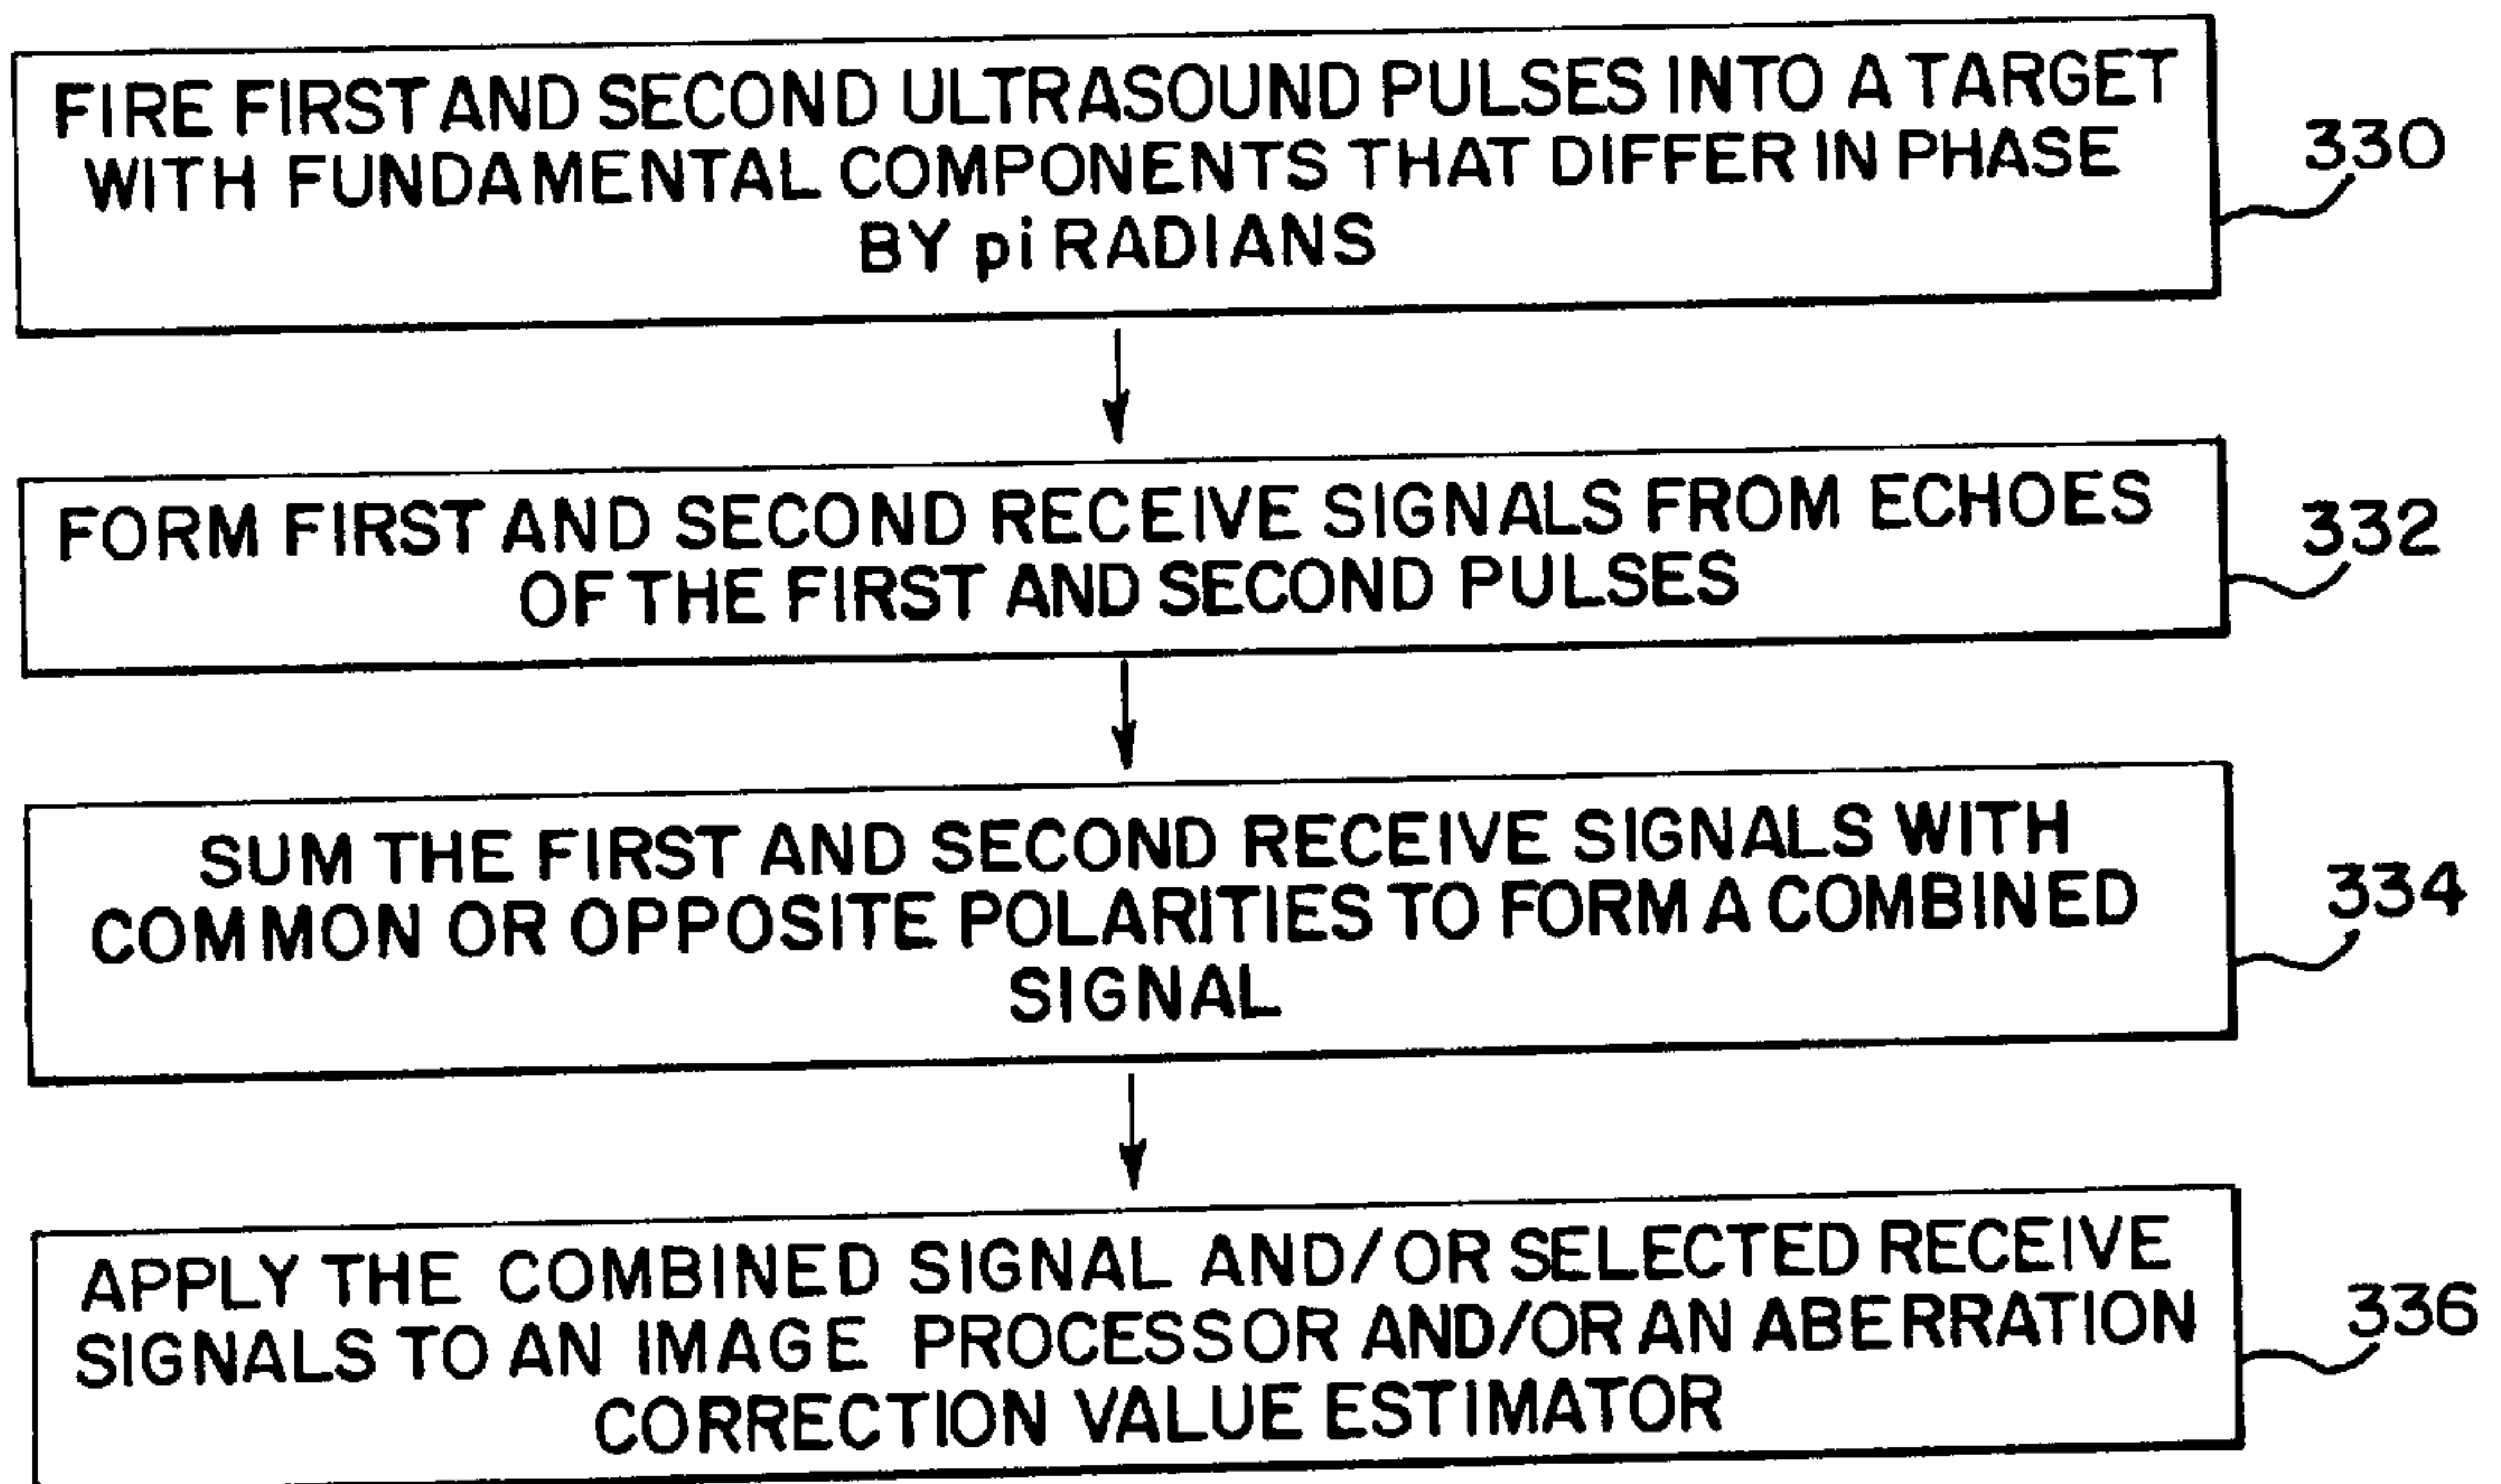 FIRE FIRST AND SECOND ULTRASOUND PULSES INTO A TARGET
WITH FUNDAMENTAL COMPONENTS THAT DIFFER IN PHASE
BY pi RADIANS
330
FORM FIRST AND SECOND RECEIVE SIGNALS FROM ECHOES
OF THE FIRST AND SECOND PULSES
332
SUM THE FIRST AND SECOND RECEIVE SIGNALS WITH
COMMON OR OPPOSITE POLARITIES TO FORM A COMBINED
SIGNAL
334
APPLY THE COMBINED SIGNAL AND/OR SELECTED RECEIVE
SIGNALS TO AN IMAGE PROCESSOR AND/OR AN ABERRATION
CORRECTION VALUE ESTIMATOR
336